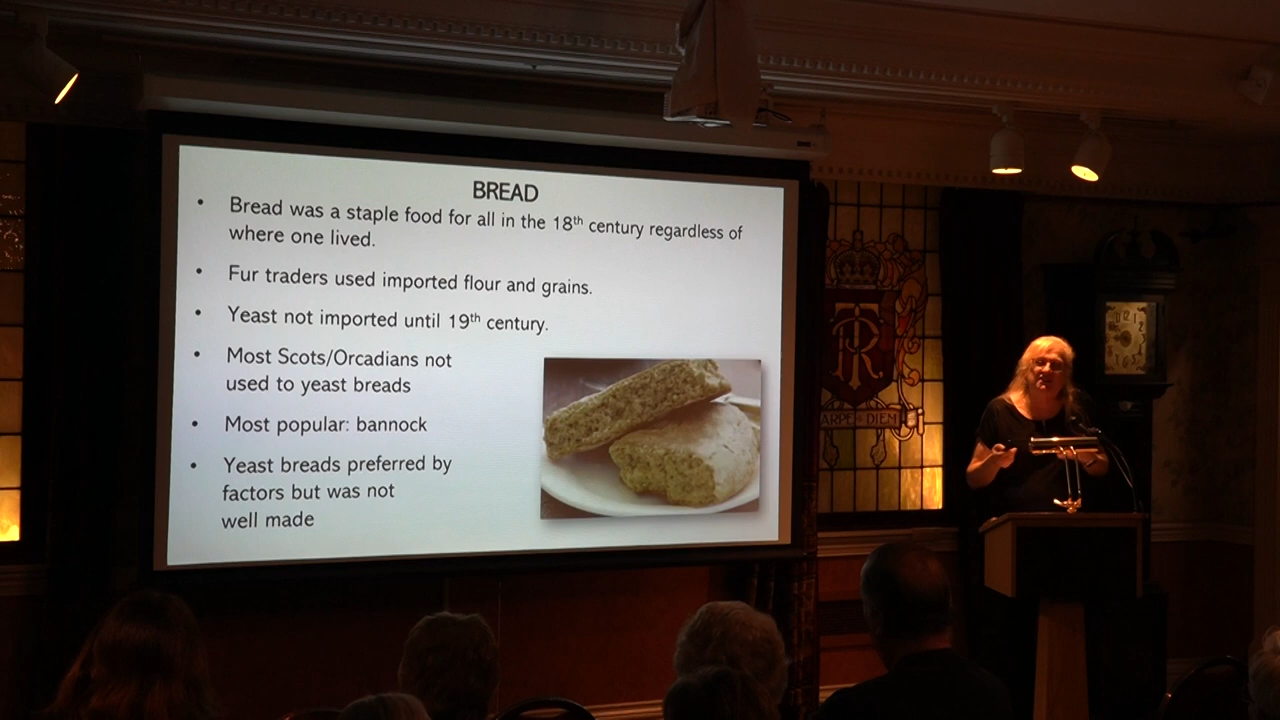 BREAD
• Bread was a staple food for all in the 18th century regardless of
where one lived.
• Fur traders used imported flour and grains.
• Yeast not imported until 19th century.
• Most Scots/Orcadians not
used to yeast breads
• Most popular: bannock
• Yeast breads preferred by
factors but was not
well made
ARPE DIEM